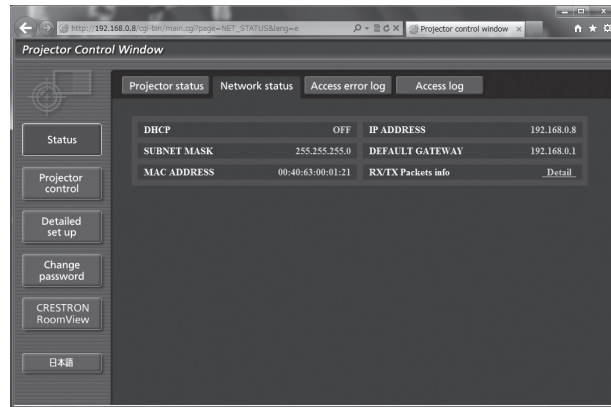 http://192.168.0.8/cgi-bin/main.cgi?page=NET_STATUS&lang=e
Projector control window
Projector Control Window
Projector status
Network status
Access error log
Access log
Status
Projector control
Detailed set up
Change password
CRESTRON RoomView
日本語
DHCP OFF IP ADDRESS 192.168.0.8
SUBNET MASK 255.255.255.0 DEFAULT GATEWAY 192.168.0.1
MAC ADDRESS 00:40:63:00:01:21 RX/TX Packets info Detail